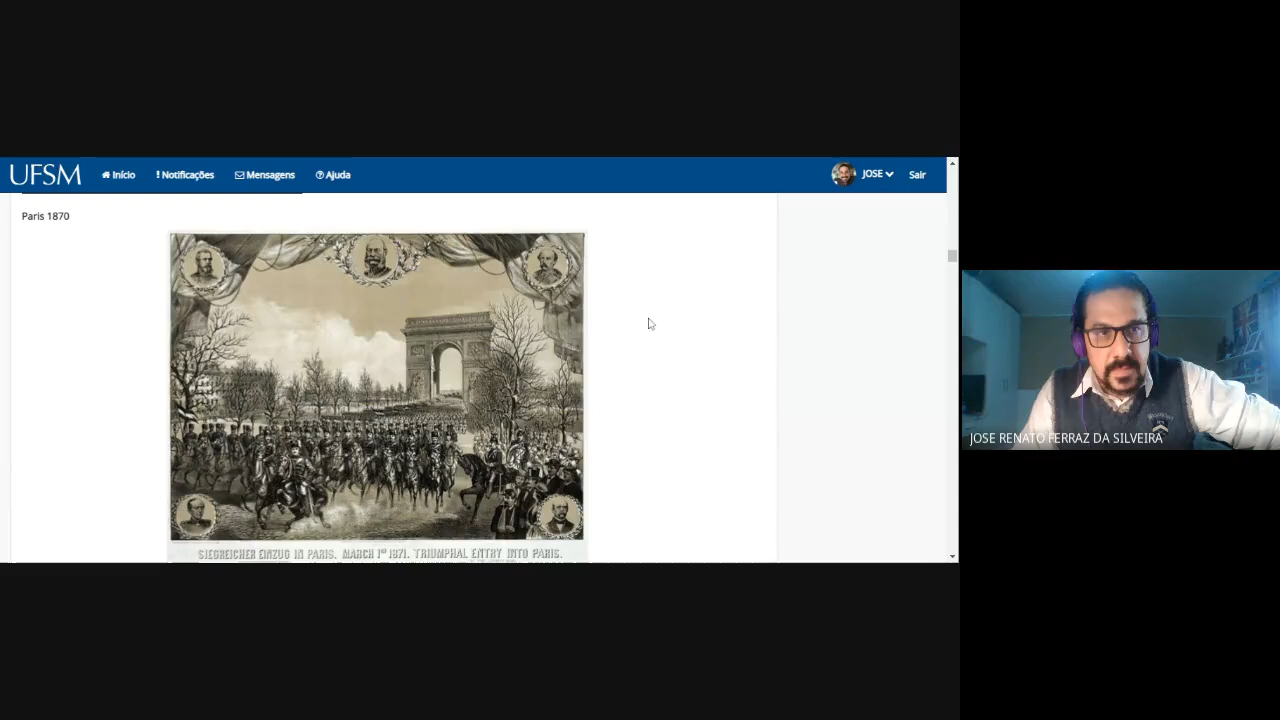 UFSM Início Notificações Mensagens Ajuda JOSE Sair
Paris 1870
SIEGREICHER EINZUG IN PARIS. MARCH 1ST 1871. TRIUMPHAL ENTRY INTO PARIS.
JOSE RENATO FERRAZ DA SILVEIRA